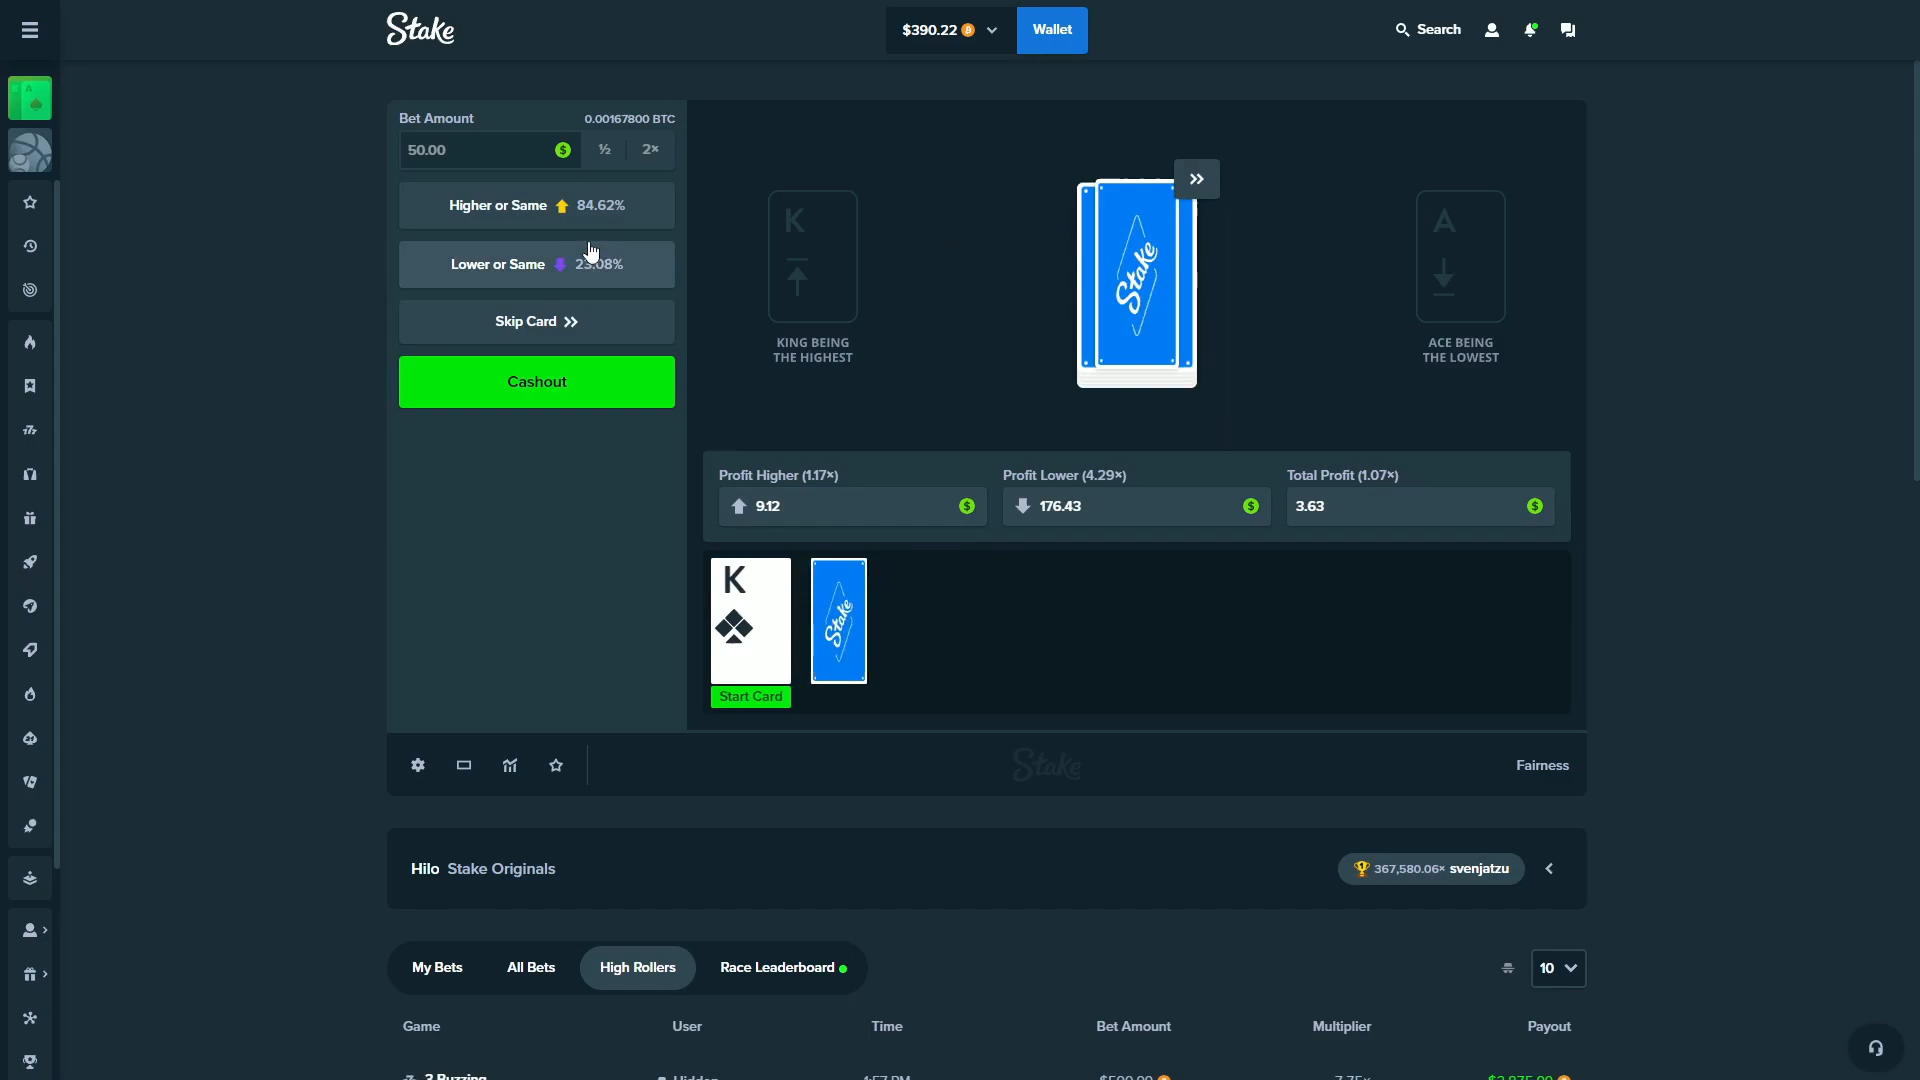 Stake
$390.22
Wallet
Search
Bet Amount
0.00167800 BTC
50.00
½
2×
Higher or Same 84.62%
Lower or Same 23.08%
Skip Card
Cashout
K
KING BEING
THE HIGHEST
Stake
A
ACE BEING
THE LOWEST
Profit Higher (1.17×)
Profit Lower (4.29×)
Total Profit (1.07×)
9.12
176.43
3.63
K
Start Card
Stake
Stake
Fairness
Hilo Stake Originals
367,580.06× svenjatzu
My Bets
All Bets
High Rollers
Race Leaderboard
10
Game
User
Time
Bet Amount
Multiplier
Payout